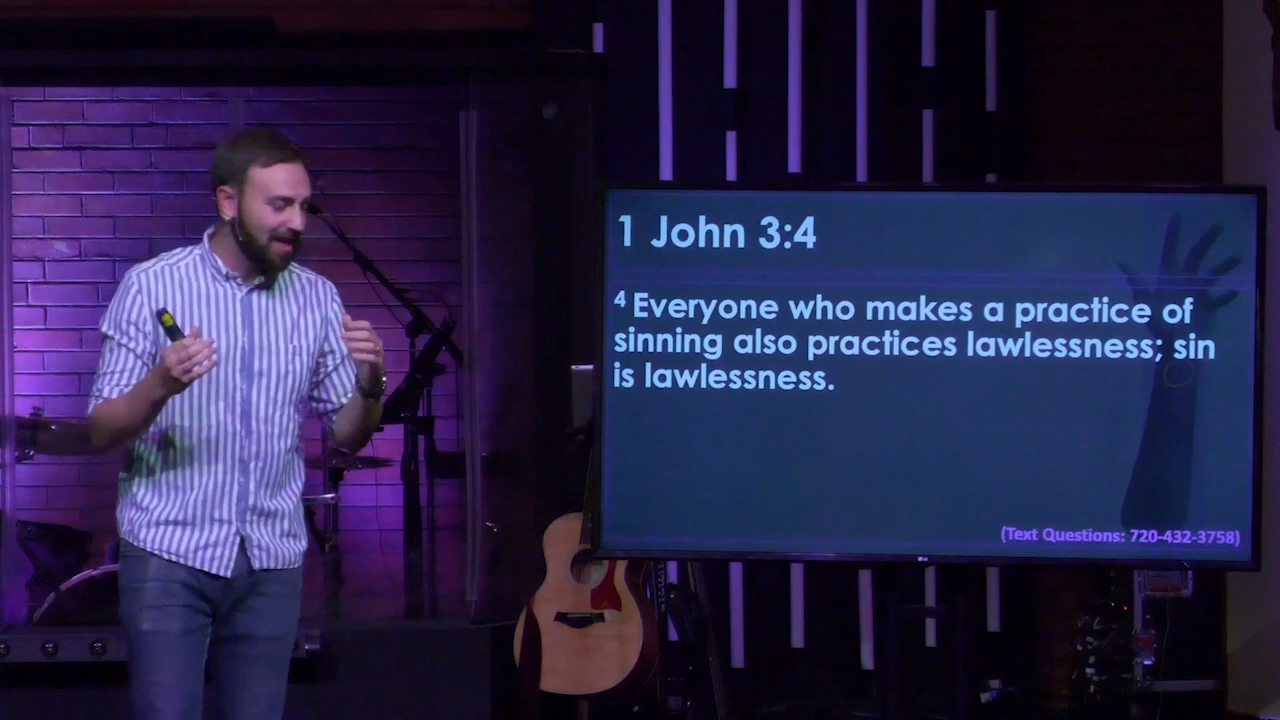 1 John 3:4
4 Everyone who makes a practice of
sinning also practices lawlessness; sin
is lawlessness.
(Text Questions: 720-432-3758)
LG